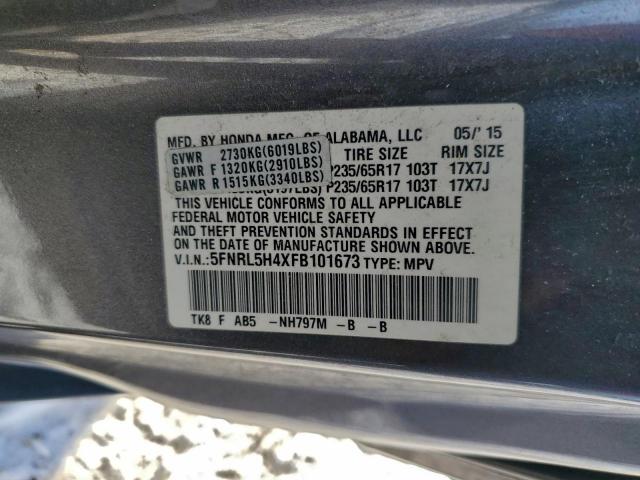 MFD. BY HONDA MFG. OF ALABAMA, LLC 05/'15
GVWR 2730KG(6019LBS) TIRE SIZE RIM SIZE
GAWR F 1320KG(2910LBS) P235/65R17 103T 17X7J
GAWR R 1515KG(3340LBS) P235/65R17 103T 17X7J
THIS VEHICLE CONFORMS TO ALL APPLICABLE
FEDERAL MOTOR VEHICLE SAFETY
AND THEFT PREVENTION STANDARDS IN EFFECT
ON THE DATE OF MANUFACTURE SHOWN ABOVE.
V.I.N.: 5FNRL5H4XFB101673 TYPE: MPV
TK8 F AB5 -NH797M -B -B